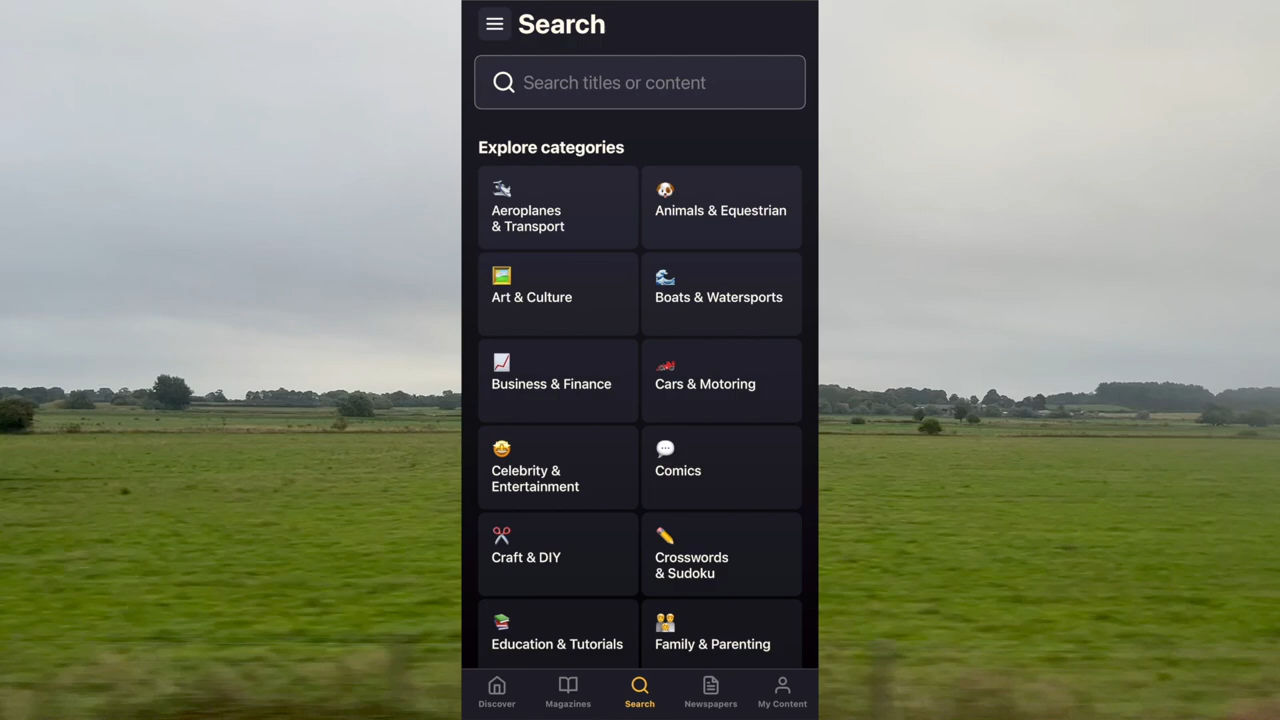 Search
Search titles or content
Explore categories
Aeroplanes
& Transport
Animals & Equestrian
Art & Culture
Boats & Watersports
Business & Finance
Cars & Motoring
Celebrity &
Entertainment
Comics
Craft & DIY
Crosswords
& Sudoku
Education & Tutorials
Family & Parenting
Discover
Magazines
Search
Newspapers
My Content